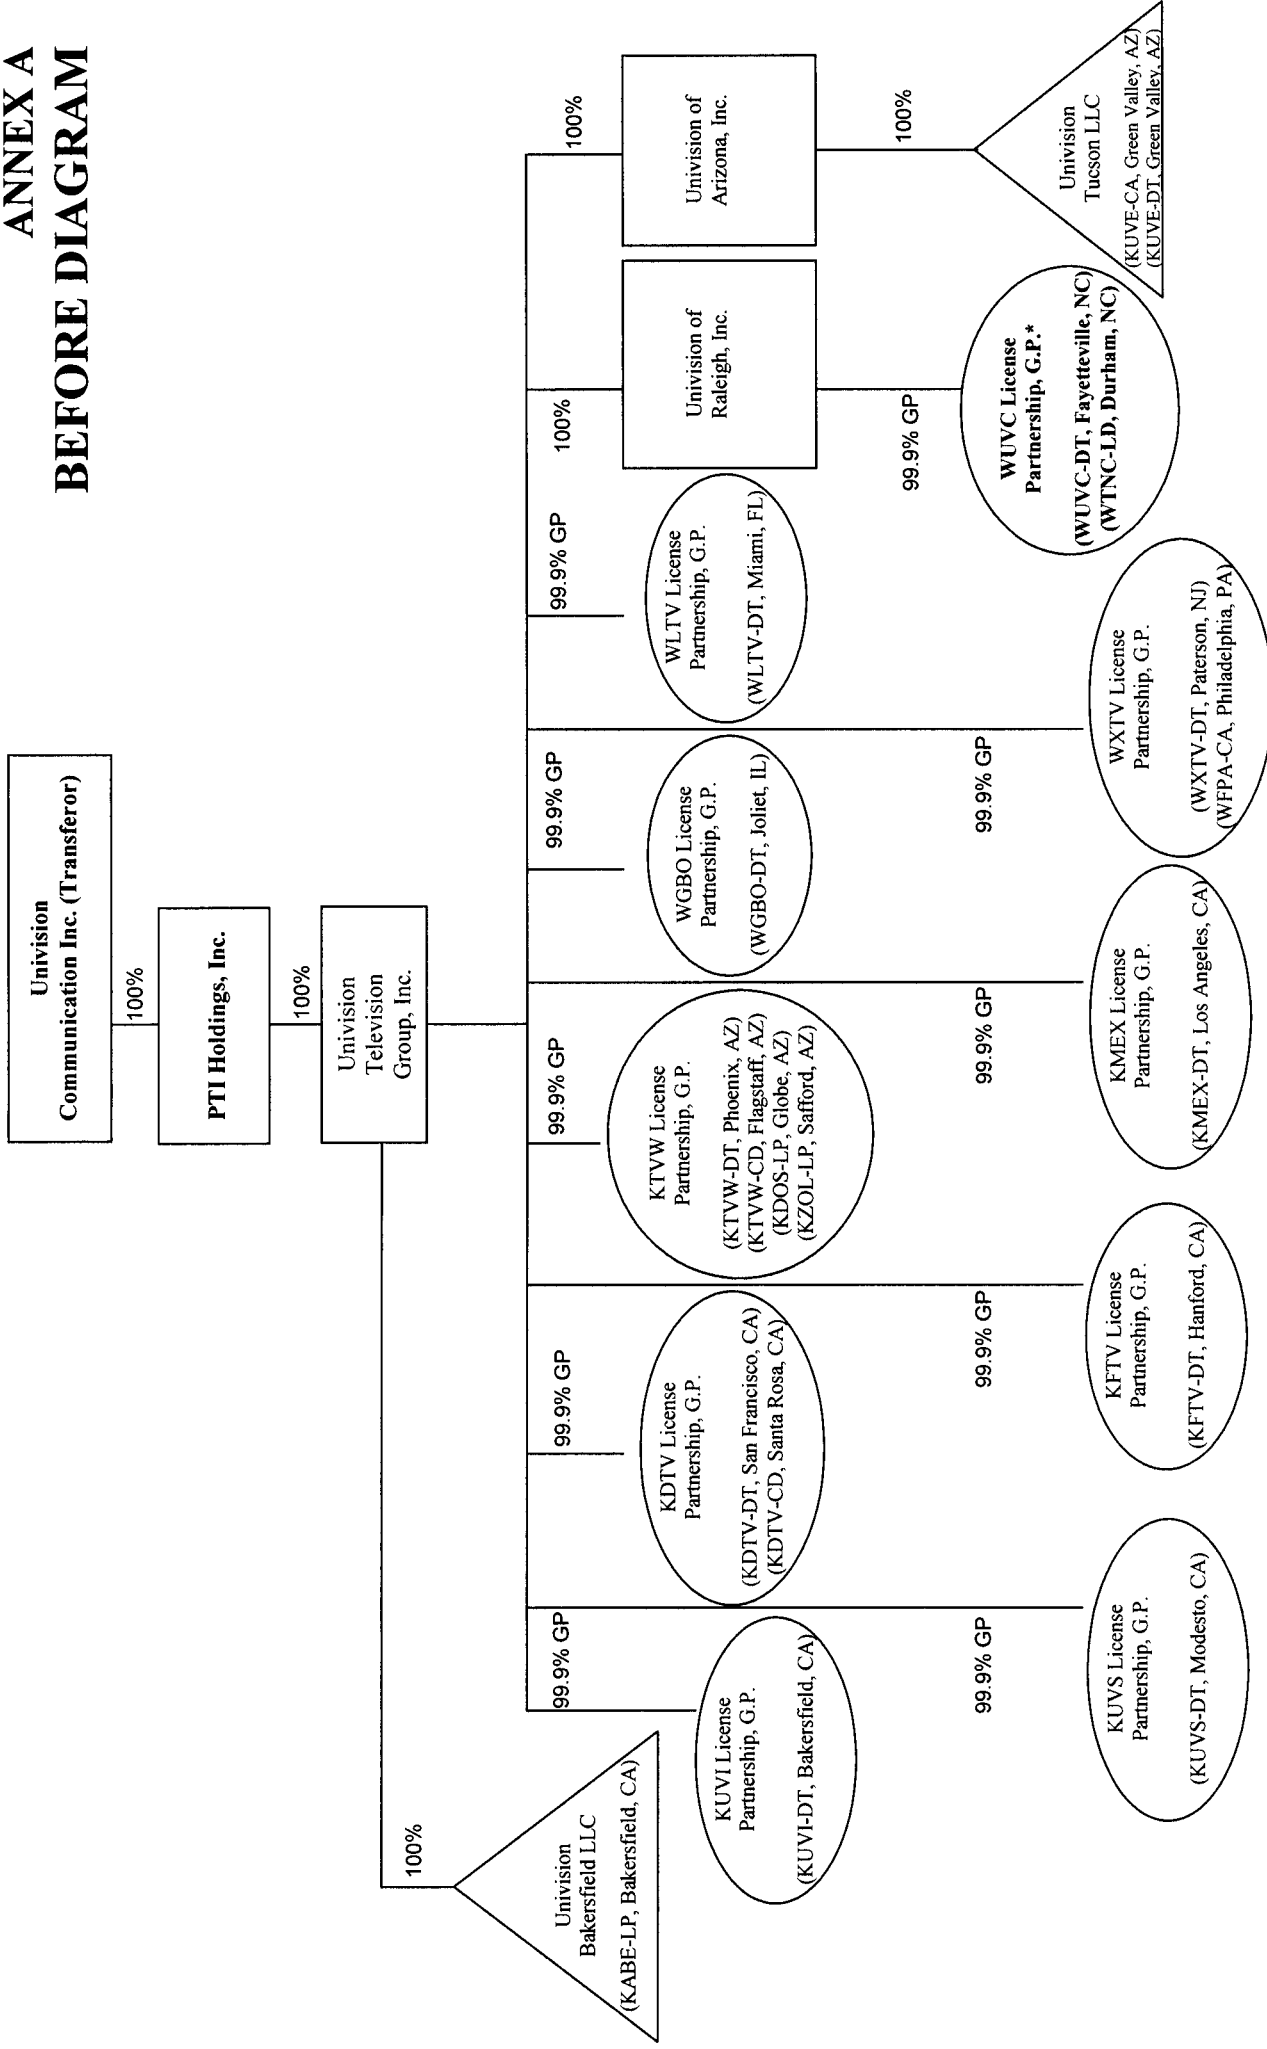 ANNEX A
BEFORE DIAGRAM
Univision
Communication Inc. (Transferor)
100%
PTI Holdings, Inc.
100%
Univision
Television
Group, Inc.
100%
Univision
Bakersfield LLC
(KABE-LP, Bakersfield, CA)
99.9% GP
KUVI License
Partnership, G.P.
(KUVI-DT, Bakersfield, CA)
99.9% GP
KDTV License
Partnership, G.P.
(KDTV-DT, San Francisco, CA)
(KDTV-CD, Santa Rosa, CA)
99.9% GP
KTVW License
Partnership, G.P.
(KTVW-DT, Phoenix, AZ)
(KTVW-CD, Flagstaff, AZ)
(KDOS-LP, Globe, AZ)
(KZOL-LP, Safford, AZ)
99.9% GP
WGBO License
Partnership, G.P.
(WGBO-DT, Joliet, IL)
99.9% GP
WLTV License
Partnership, G.P.
(WLTV-DT, Miami, FL)
100%
Univision of
Raleigh, Inc.
100%
Univision of
Arizona, Inc.
99.9% GP
KUVS License
Partnership, G.P.
(KUVS-DT, Modesto, CA)
99.9% GP
KFTV License
Partnership, G.P.
(KFTV-DT, Hanford, CA)
99.9% GP
KMEX License
Partnership, G.P.
(KMEX-DT, Los Angeles, CA)
99.9% GP
WXTV License
Partnership, G.P.
(WXTV-DT, Paterson, NJ)
(WFPA-CA, Philadelphia, PA)
99.9% GP
WUVC License
Partnership, G.P.*
(WUVC-DT, Fayetteville, NC)
(WTNC-LD, Durham, NC)
100%
Univision
Tucson LLC
(KUVE-CA, Green Valley, AZ)
(KUVE-DT, Green Valley, AZ)